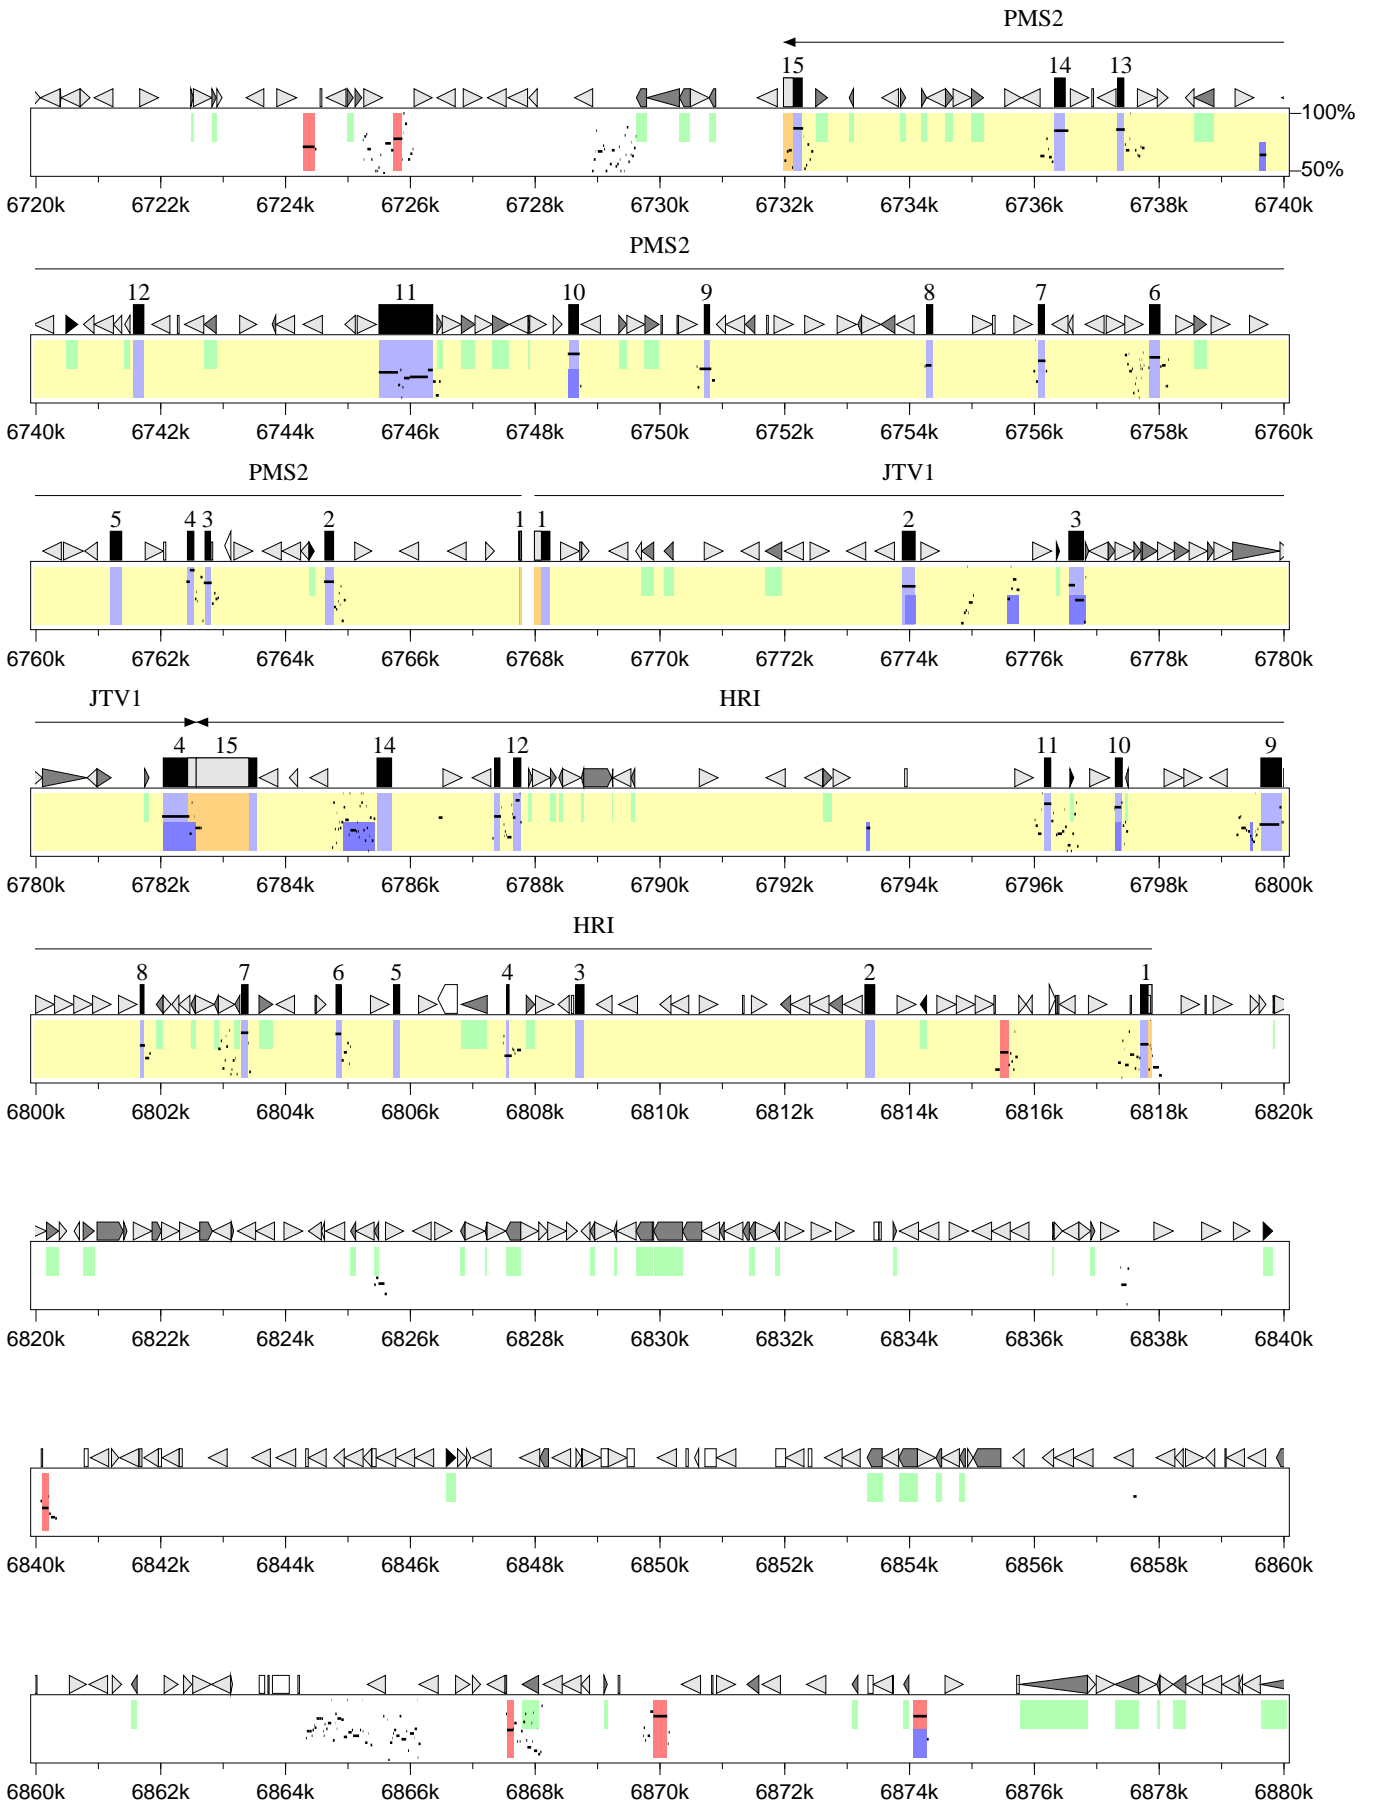 PMS2
15 14 13
100%
50%
6720k 6722k 6724k 6726k 6728k 6730k 6732k 6734k 6736k 6738k 6740k
PMS2
12 11 10 9 8 7 6
6740k 6742k 6744k 6746k 6748k 6750k 6752k 6754k 6756k 6758k 6760k
PMS2 JTV1
5 4 3 2 1 1 2 3
6760k 6762k 6764k 6766k 6768k 6770k 6772k 6774k 6776k 6778k 6780k
JTV1 HRI
4 15 14 12 11 10 9
6780k 6782k 6784k 6786k 6788k 6790k 6792k 6794k 6796k 6798k 6800k
HRI
8 7 6 5 4 3 2 1
6800k 6802k 6804k 6806k 6808k 6810k 6812k 6814k 6816k 6818k 6820k
6820k 6822k 6824k 6826k 6828k 6830k 6832k 6834k 6836k 6838k 6840k
6840k 6842k 6844k 6846k 6848k 6850k 6852k 6854k 6856k 6858k 6860k
6860k 6862k 6864k 6866k 6868k 6870k 6872k 6874k 6876k 6878k 6880k